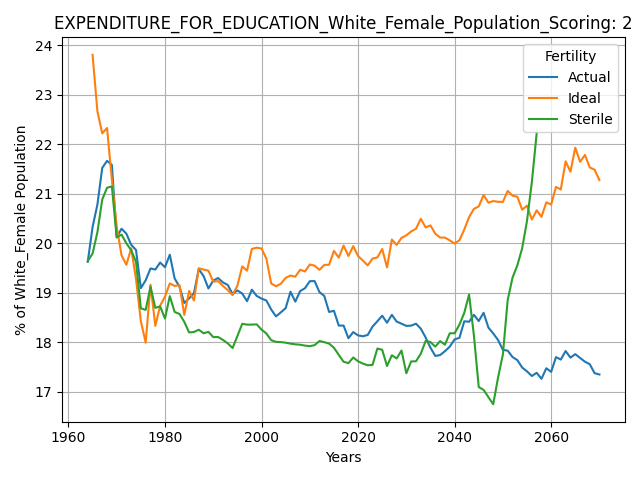 EXPENDITURE_FOR_EDUCATION_White_Female_Population_Scoring: 2
% of White_Female Population
24
23
22
21
20
19
18
17
Fertility
Actual
Ideal
Sterile
1960 1980 2000 2020 2040 2060
Years